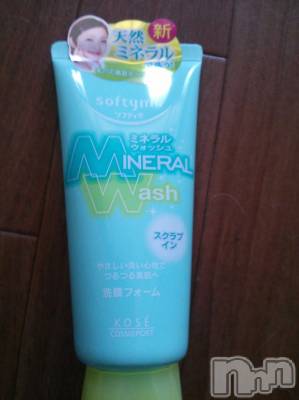 天然
新
ミネラル
softymo
ソフティモ
ミネラル
ウォッシュ
MINERAL
Wash
スクラブ
イン
やさしい洗い心地で
つるつる素肌へ
洗顔フォーム
KOSÉ
COSMEPORT